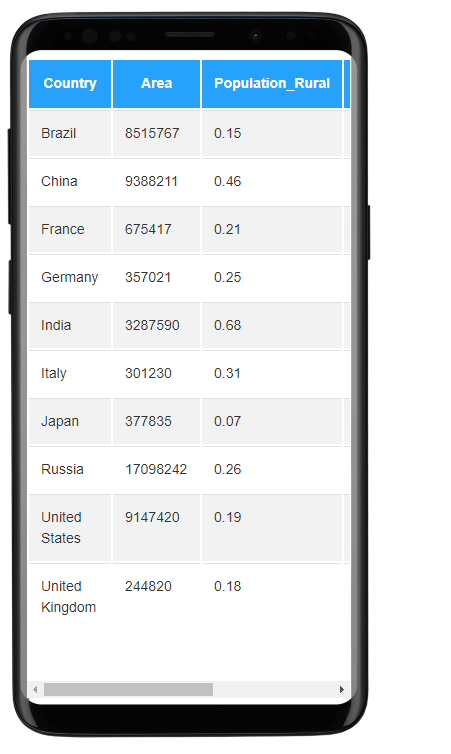 Country Area Population_Rural
Brazil 8515767 0.15
China 9388211 0.46
France 675417 0.21
Germany 357021 0.25
India 3287590 0.68
Italy 301230 0.31
Japan 377835 0.07
Russia 17098242 0.26
United 9147420 0.19
States
United 244820 0.18
Kingdom